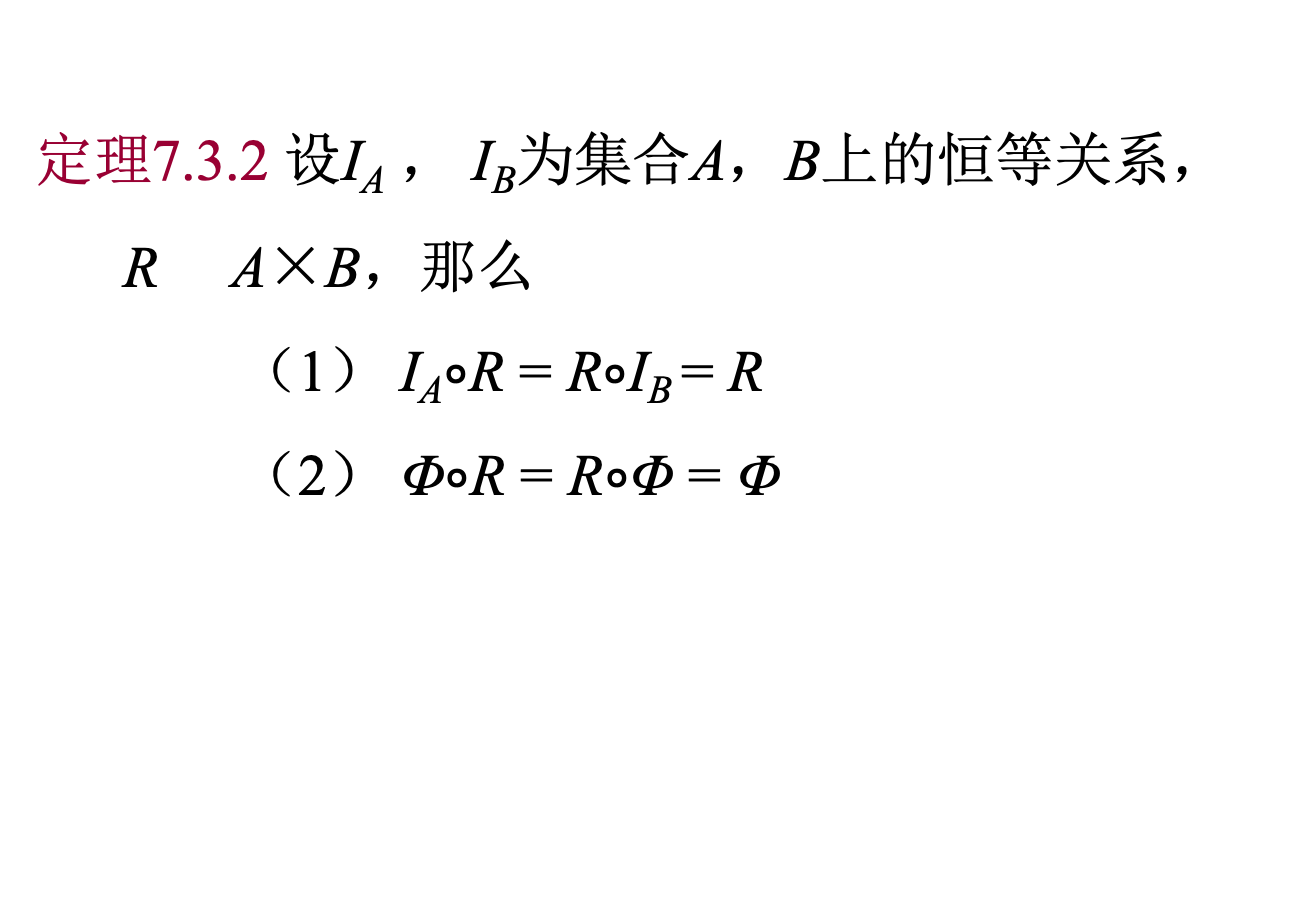 定理7.3.2 设I_A ， I_B为集合A，B上的恒等关系，
R A×B，那么
（1） I_A∘R = R∘I_B = R
（2） Φ∘R = R∘Φ = Φ